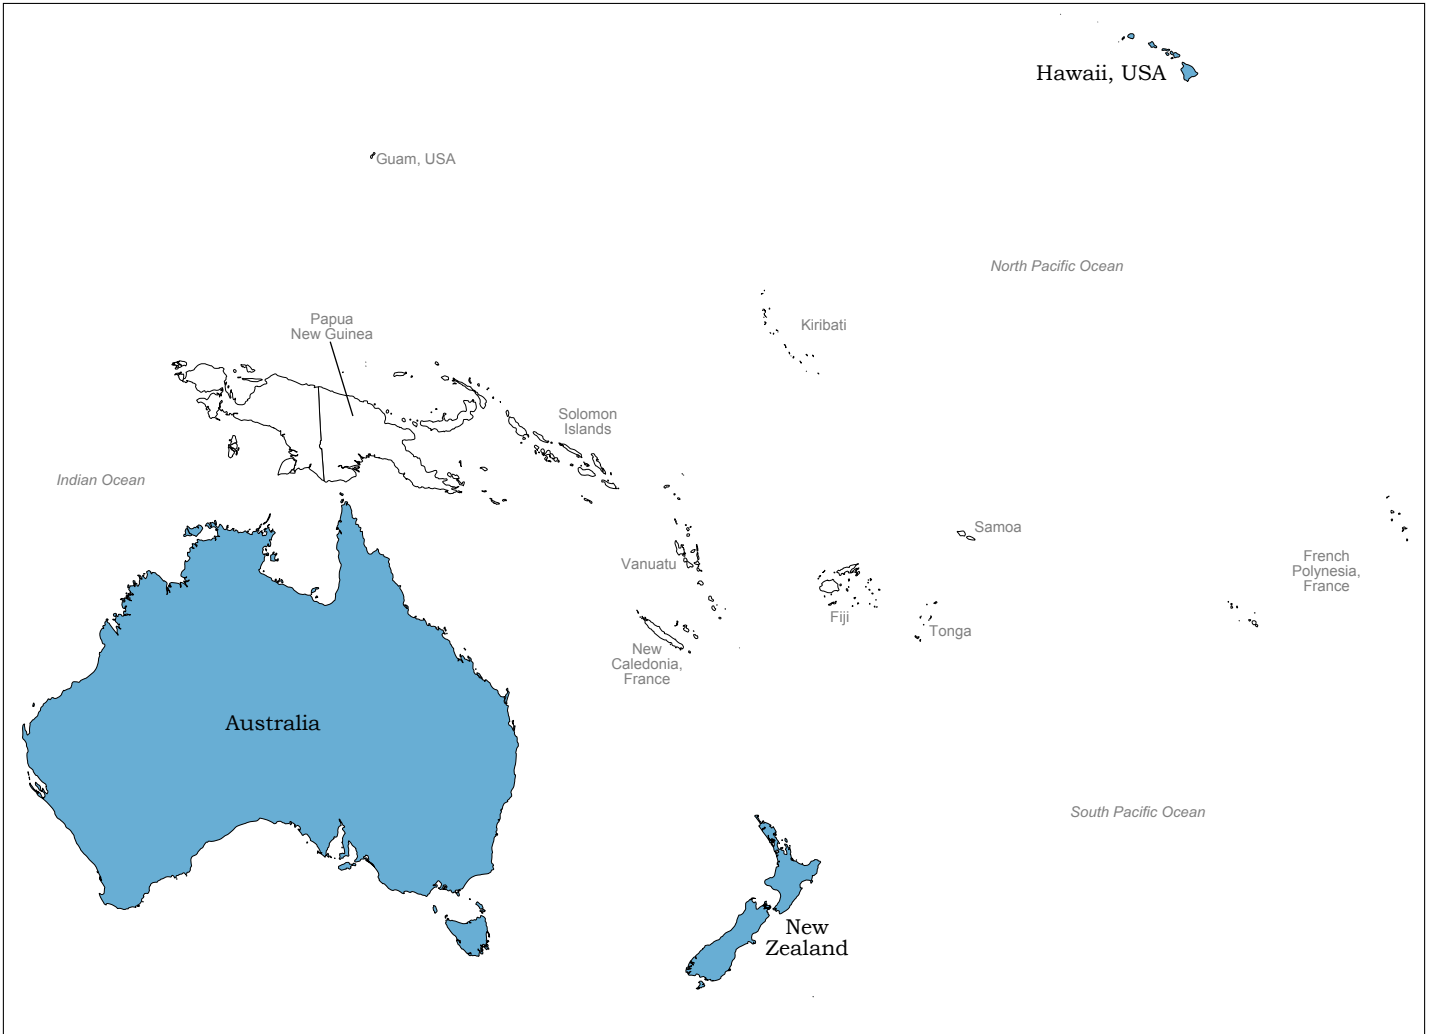 Hawaii, USA
Guam, USA
North Pacific Ocean
Papua
New Guinea
Kiribati
Solomon
Islands
Indian Ocean
Samoa
Vanuatu
French
Polynesia,
France
Fiji
Tonga
New
Caledonia,
France
Australia
South Pacific Ocean
New
Zealand